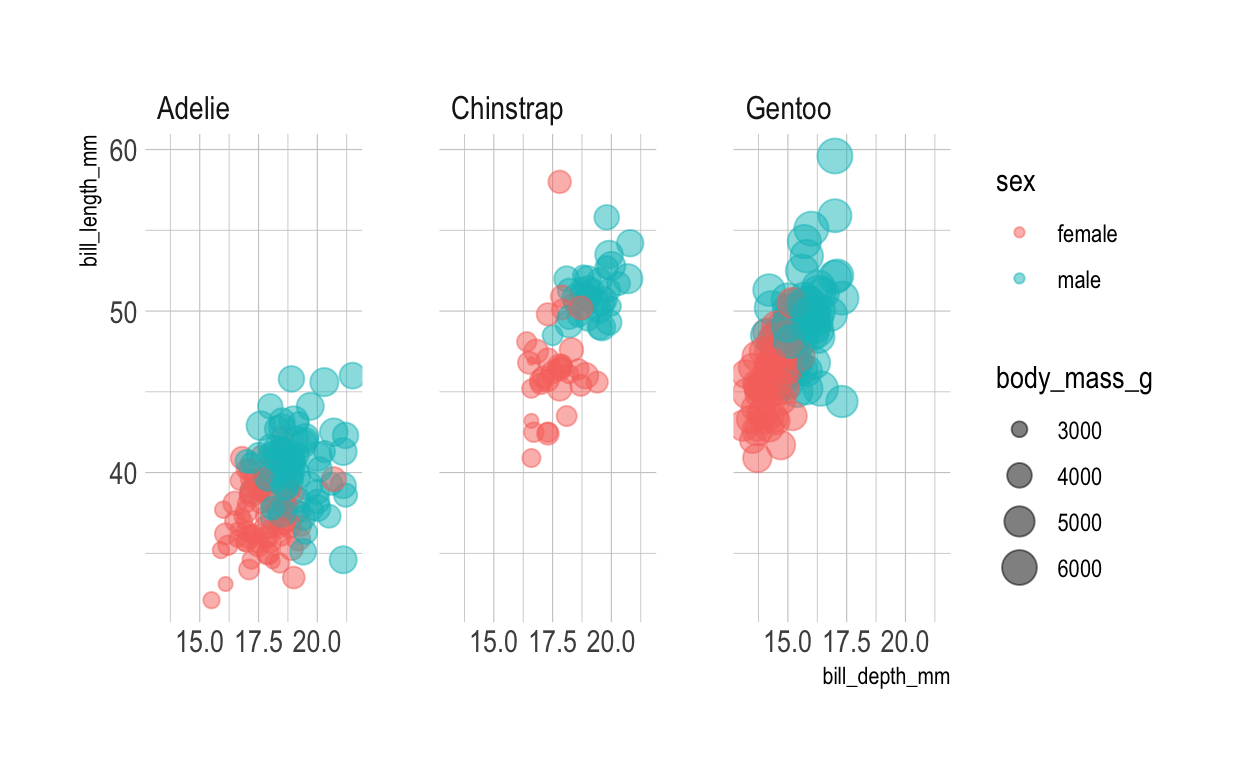 Adelie
Chinstrap
Gentoo
bill_length_mm
60
50
40
15.0 17.5 20.0
15.0 17.5 20.0
15.0 17.5 20.0
bill_depth_mm
sex
female
male
body_mass_g
3000
4000
5000
6000